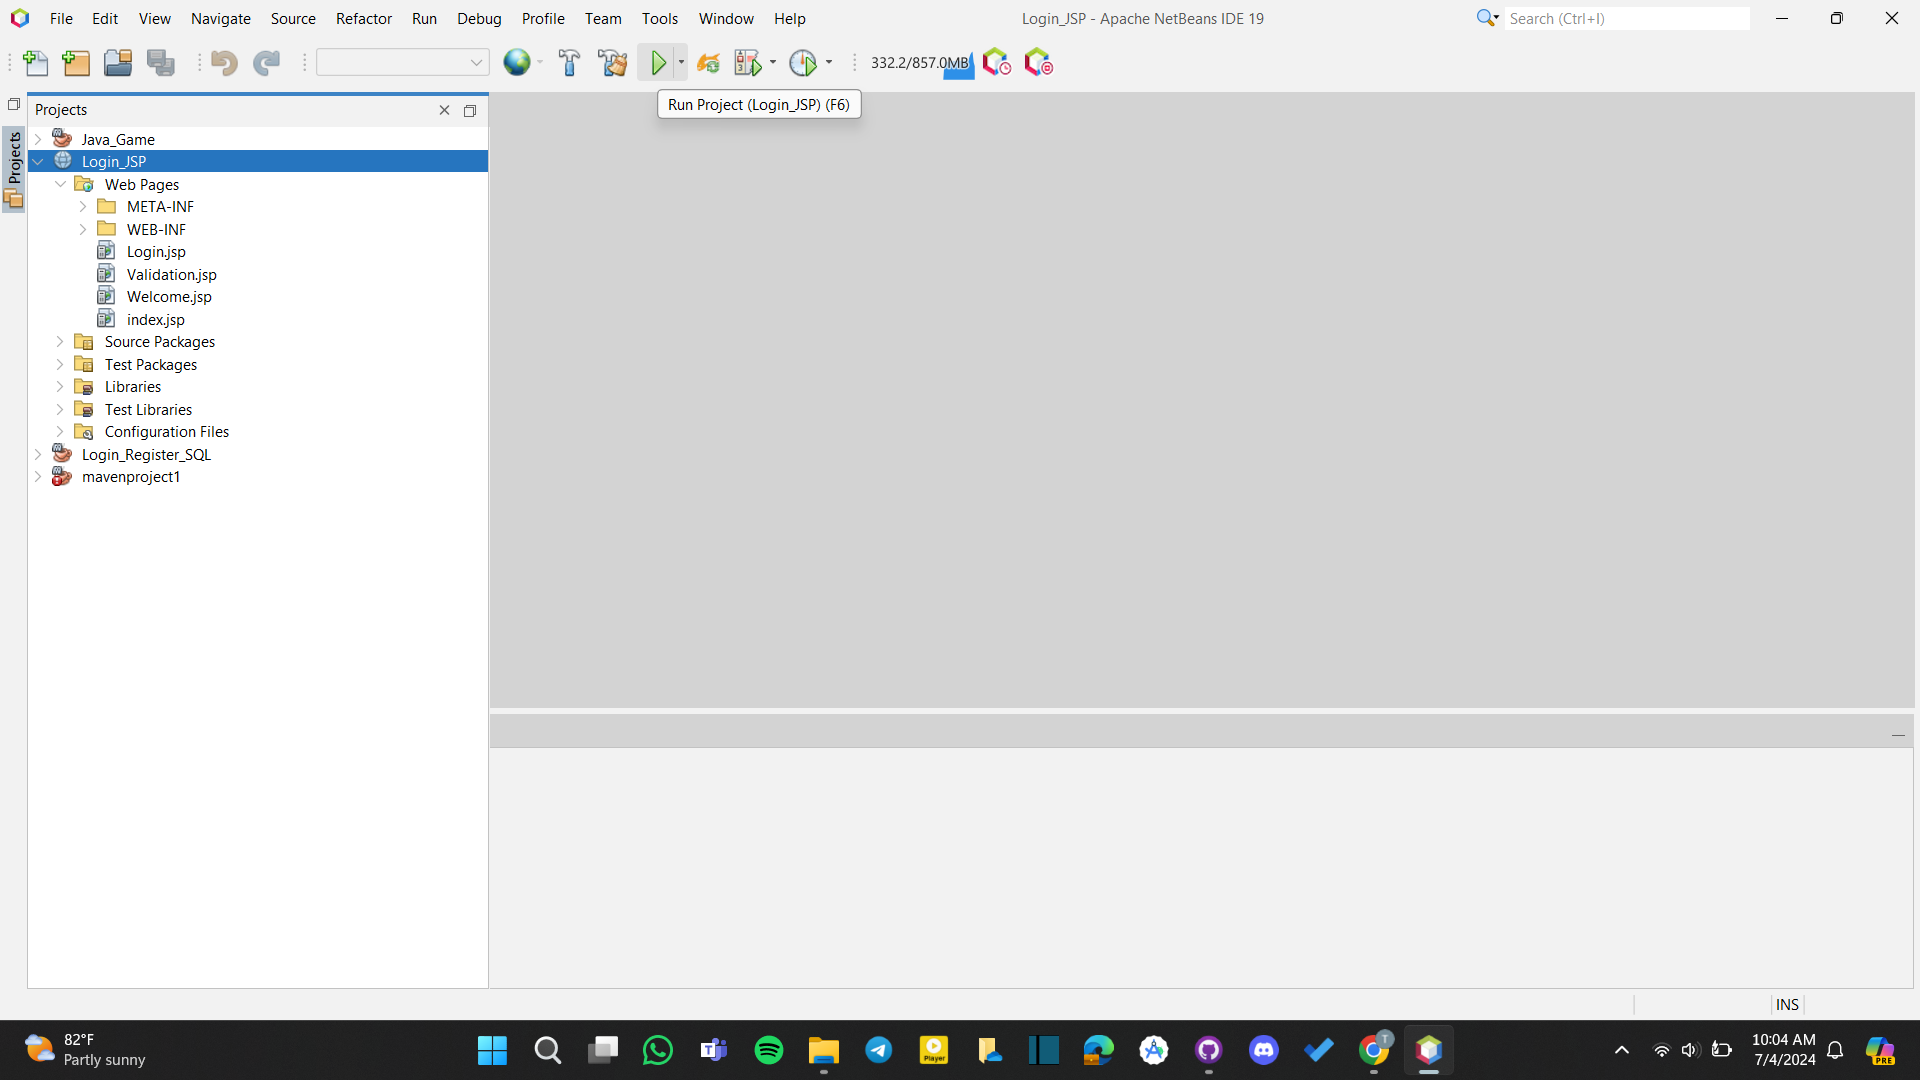 File Edit View Navigate Source Refactor Run Debug Profile Team Tools Window Help
Login_JSP - Apache NetBeans IDE 19
Search (Ctrl+I)
332.2/857.0MB
Run Project (Login_JSP) (F6)
Projects
Projects
Java_Game
Login_JSP
Web Pages
META-INF
WEB-INF
Login.jsp
Validation.jsp
Welcome.jsp
index.jsp
Source Packages
Test Packages
Libraries
Test Libraries
Configuration Files
Login_Register_SQL
mavenproject1
INS
82°F
Partly sunny
Player
T
10:04 AM
7/4/2024
PRE